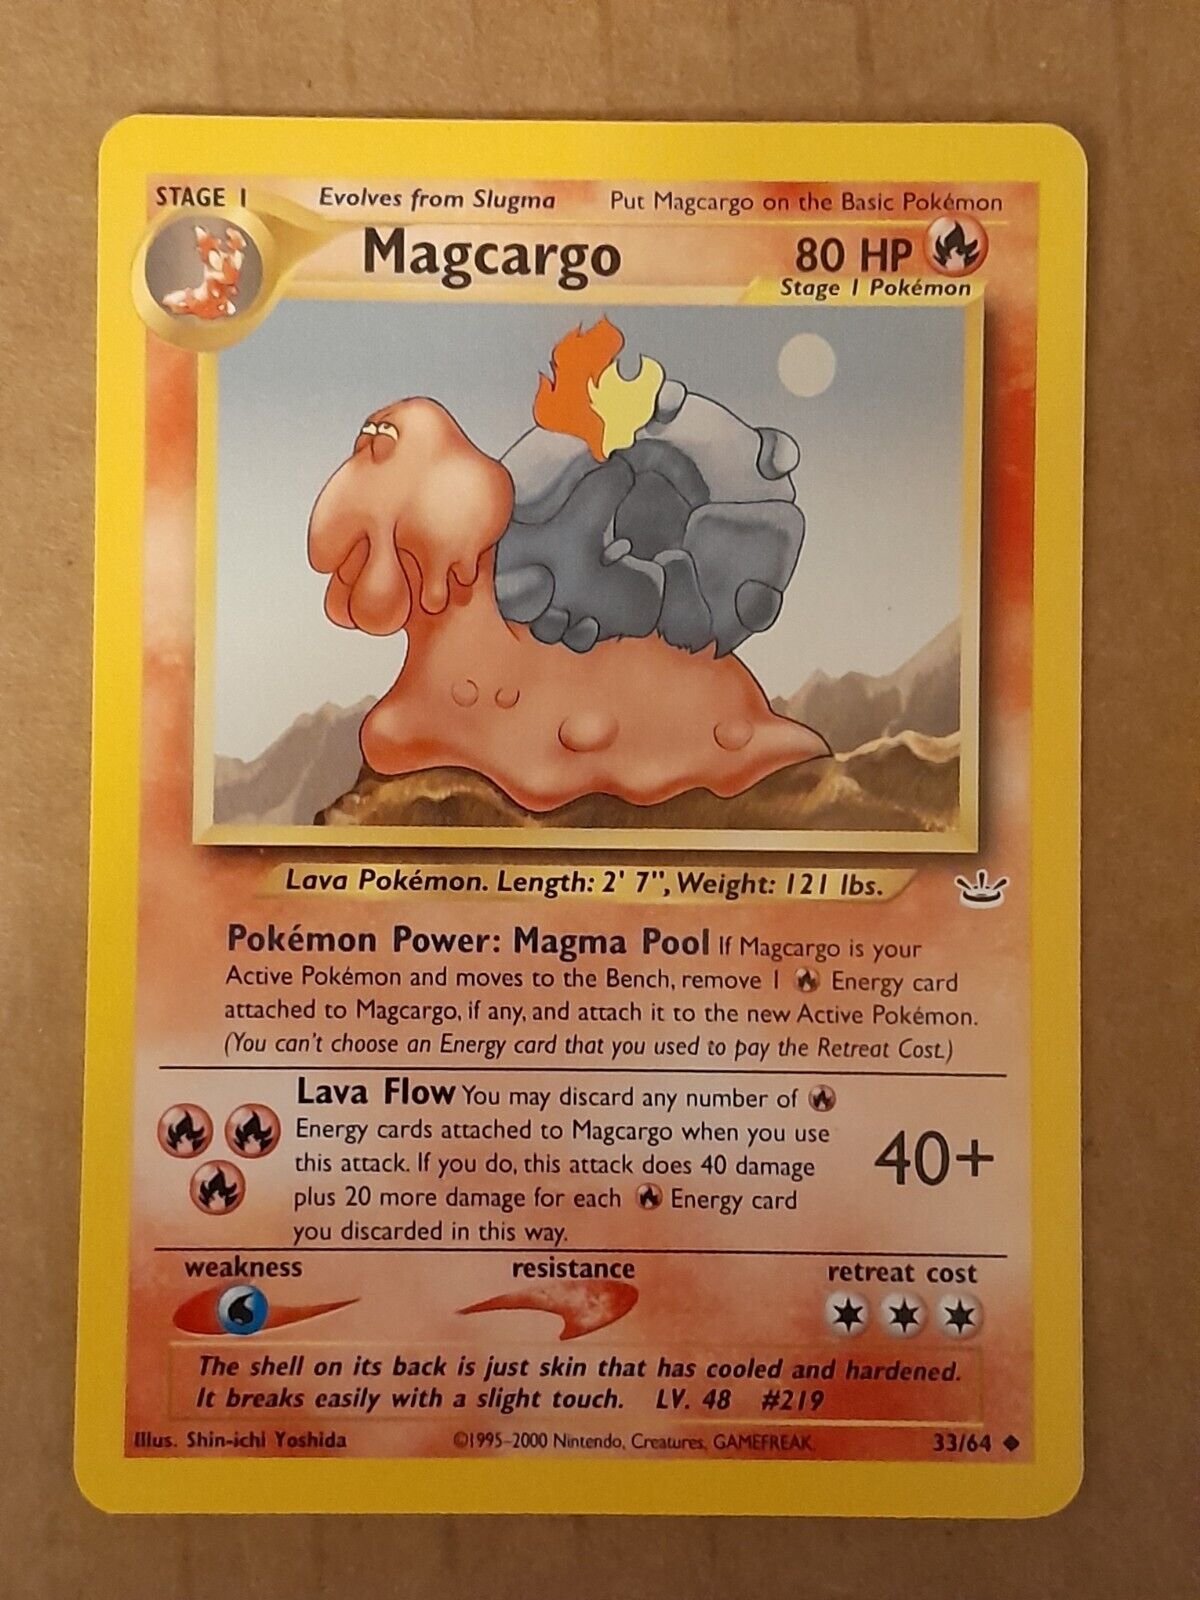 STAGE 1 Evolves from Slugma Put Magcargo on the Basic Pokémon
Magcargo 80 HP
Stage 1 Pokémon
Lava Pokémon. Length: 2' 7", Weight: 121 lbs.
Pokémon Power: Magma Pool If Magcargo is your
Active Pokémon and moves to the Bench, remove 1 Energy card
attached to Magcargo, if any, and attach it to the new Active Pokémon.
(You can't choose an Energy card that you used to pay the Retreat Cost.)
Lava Flow You may discard any number of
Energy cards attached to Magcargo when you use
this attack. If you do, this attack does 40 damage
plus 20 more damage for each Energy card
you discarded in this way.
40+
weakness resistance retreat cost
The shell on its back is just skin that has cooled and hardened.
It breaks easily with a slight touch. LV. 48 #219
Illus. Shin-ichi Yoshida ©1995-2000 Nintendo, Creatures, GAMEFREAK. 33/64